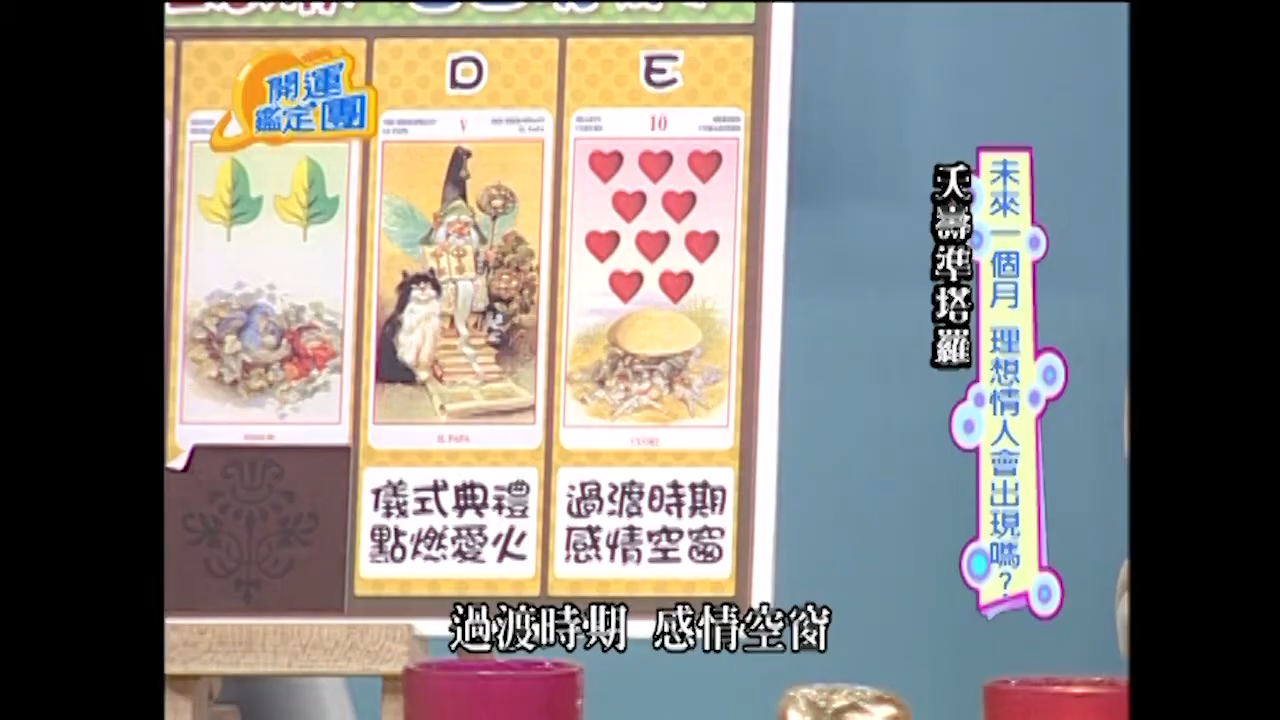 開運
鑑定團
D
E
V
10
IL PAPA
CUORI
儀式典禮
點燃愛火
過渡時期
感情空窗
夭壽準塔羅
未來一個月 理想情人會出現嗎？
過渡時期 感情空窗